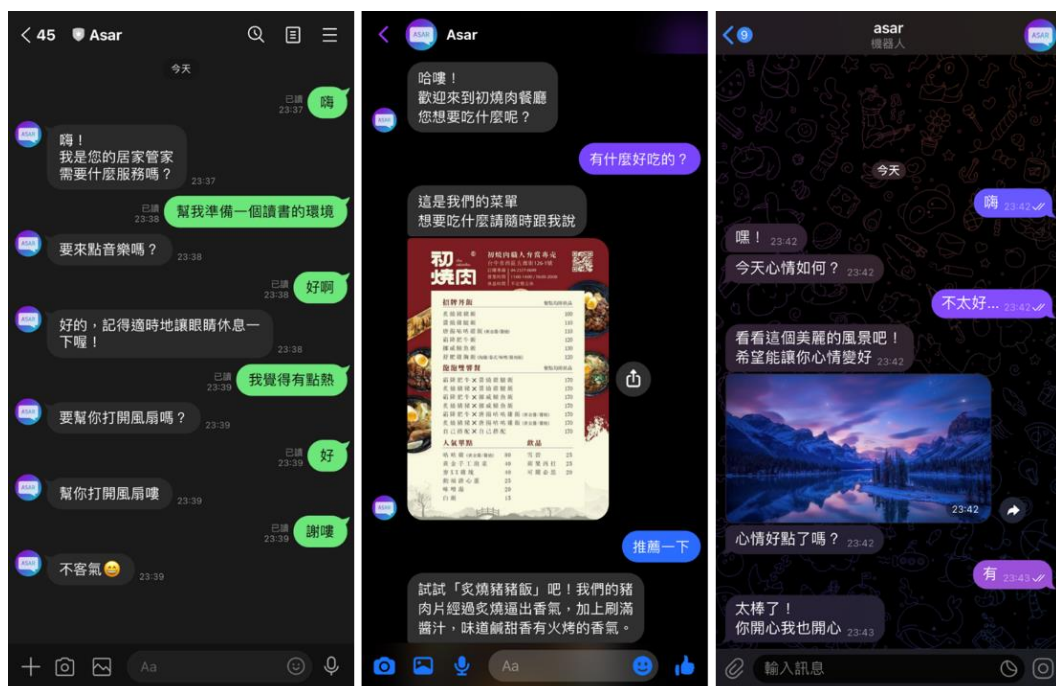 45
Asar
今天
已讀
23:37
嗨
嗨!
我是您的居家管家
需要什麼服務嗎?
23:37
已讀
23:38
幫我準備一個讀書的環境
要來點音樂嗎?
23:38
已讀
23:38
好啊
好的,記得適時地讓眼睛休息一
下喔!
23:38
已讀
23:39
我覺得有點熱
要幫你打開風扇嗎?
23:39
已讀
23:39
好
幫你打開風扇嘍
23:39
已讀
23:39
謝嘍
不客氣😊
23:39
Aa
ASAR
Asar
哈嘍!
歡迎來到初燒肉餐廳
您想要吃什麼呢?
有什麼好吃的?
這是我們的菜單
想要吃什麼請隨時跟我說
初
燒肉
初燒肉職人弁當專売
招牌丼飯
飽飽雙餐
人氣單點
飲品
推薦一下
試試「炙燒豬豬飯」吧!我們的豬
肉片經過炙燒逼出香氣,加上刷滿
醬汁,味道鹹甜香有火烤的香氣。
Aa
9
asar
機器人
ASAR
今天
嗨 23:42
嘿! 23:42
今天心情如何? 23:42
不太好... 23:42
看看這個美麗的風景吧!
希望能讓你心情變好 23:42
23:42
心情好點了嗎? 23:42
有 23:43
太棒了!
你開心我也開心 23:43
輸入訊息